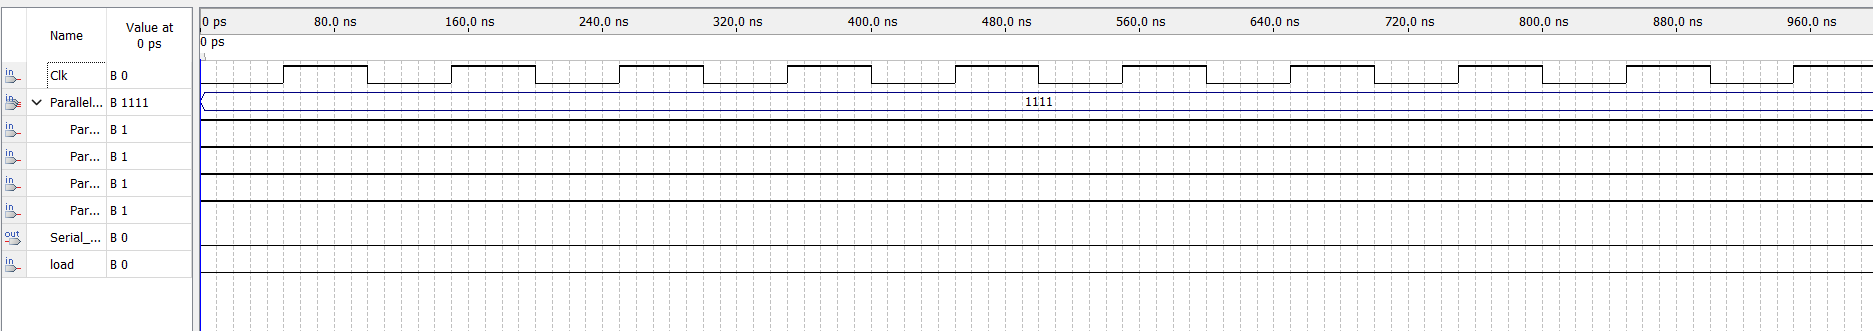 Name
Value at
0 ps
0 ps 80.0 ns 160.0 ns 240.0 ns 320.0 ns 400.0 ns 480.0 ns 560.0 ns 640.0 ns 720.0 ns 800.0 ns 880.0 ns 960.0 ns
0 ps
in Clk B 0
in Parallel... B 1111 1111
in Par... B 1
in Par... B 1
in Par... B 1
in Par... B 1
out Serial_... B 0
in load B 0